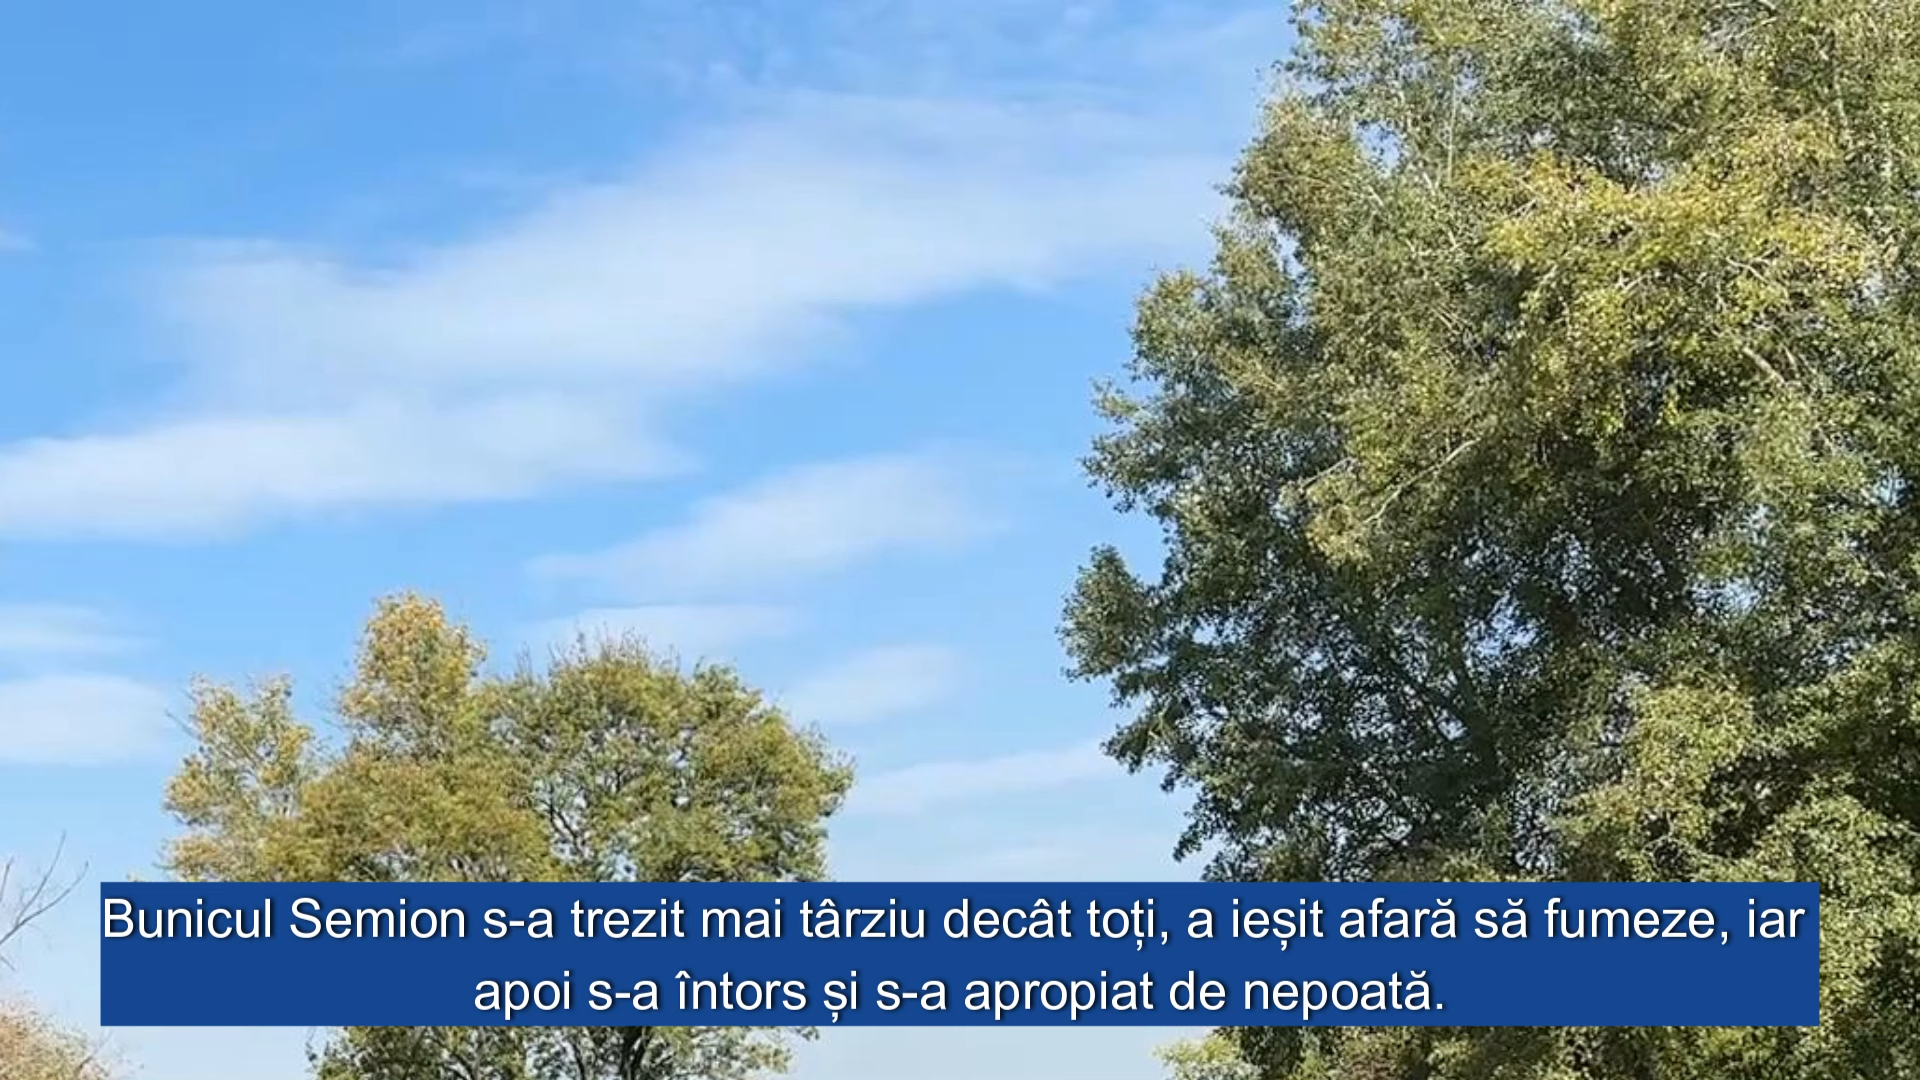 Bunicul Semion s-a trezit mai târziu decât toți, a ieșit afară să fumeze, iar
apoi s-a întors și s-a apropiat de nepoată.